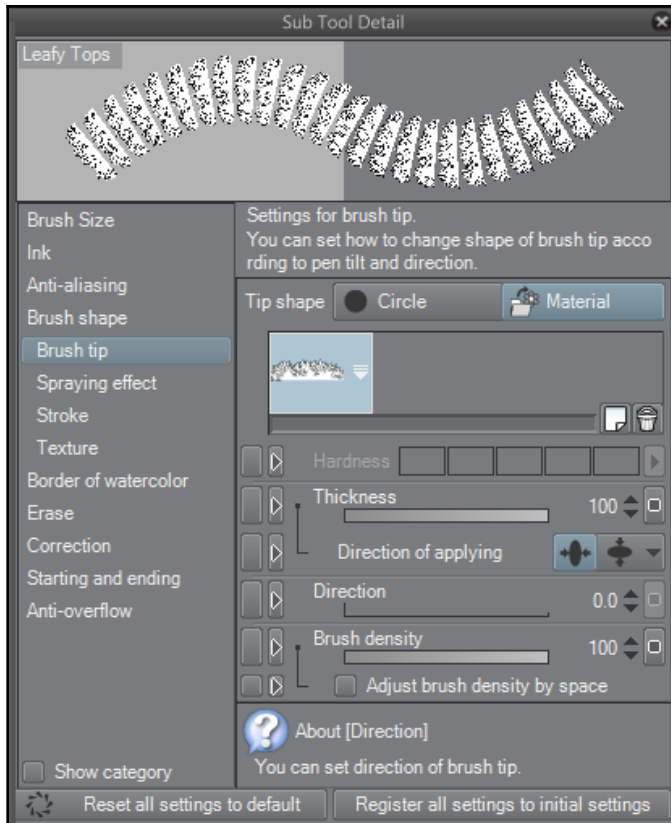 Sub Tool Detail
Leafy Tops
Brush Size
Ink
Anti-aliasing
Brush shape
Brush tip
Spraying effect
Stroke
Texture
Border of watercolor
Erase
Correction
Starting and ending
Anti-overflow
Show category
Settings for brush tip.
You can set how to change shape of brush tip acco
rding to pen tilt and direction.
Tip shape Circle Material
Hardness
Thickness 100
Direction of applying
Direction 0.0
Brush density 100
Adjust brush density by space
About [Direction]
You can set direction of brush tip.
Reset all settings to default Register all settings to initial settings